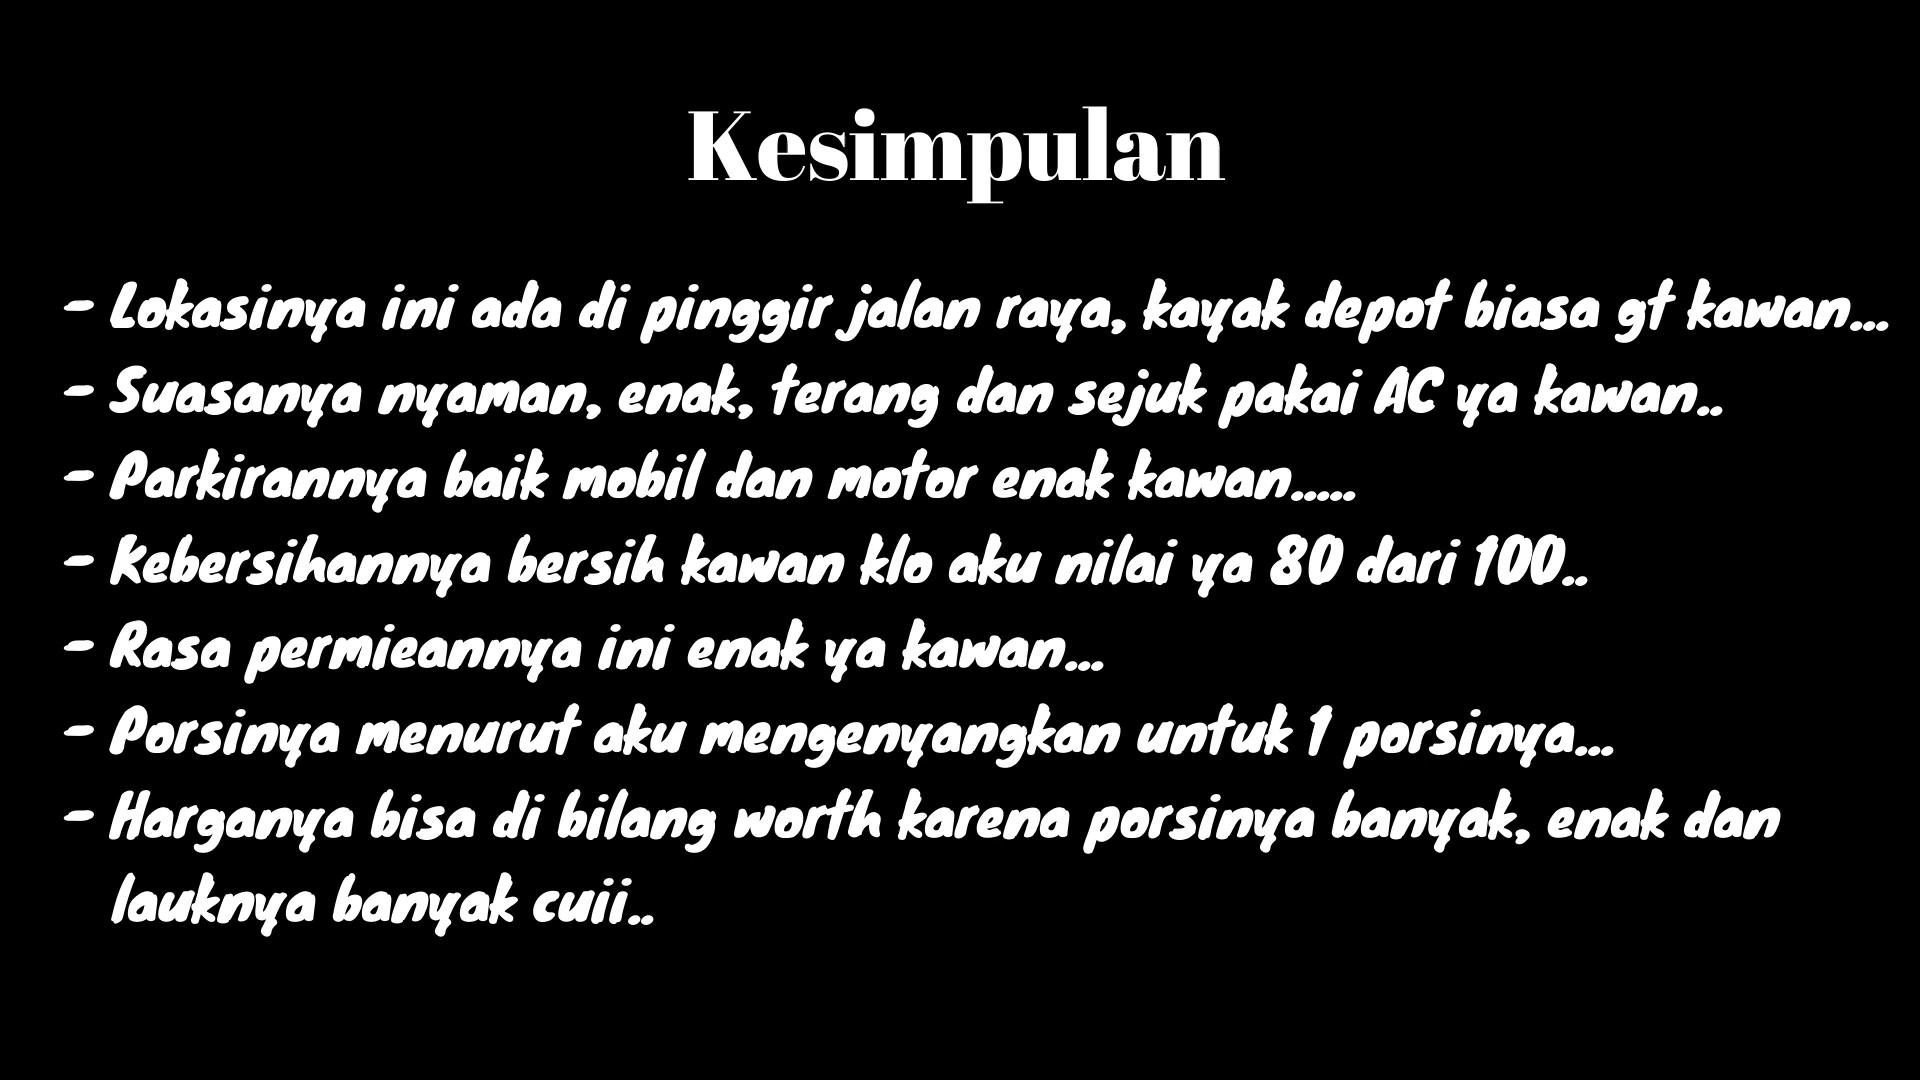 Kesimpulan
- Lokasinya ini ada di pinggir jalan raya, kayak depot biasa gt kawan...
- Suasanya nyaman, enak, terang dan sejuk pakai AC ya kawan..
- Parkirannya baik mobil dan motor enak kawan.....
- Kebersihannya bersih kawan klo aku nilai ya 80 dari 100..
- Rasa permieannya ini enak ya kawan...
- Porsinya menurut aku mengenyangkan untuk 1 porsinya...
- Harganya bisa di bilang worth karena porsinya banyak, enak dan
lauknya banyak cuii..